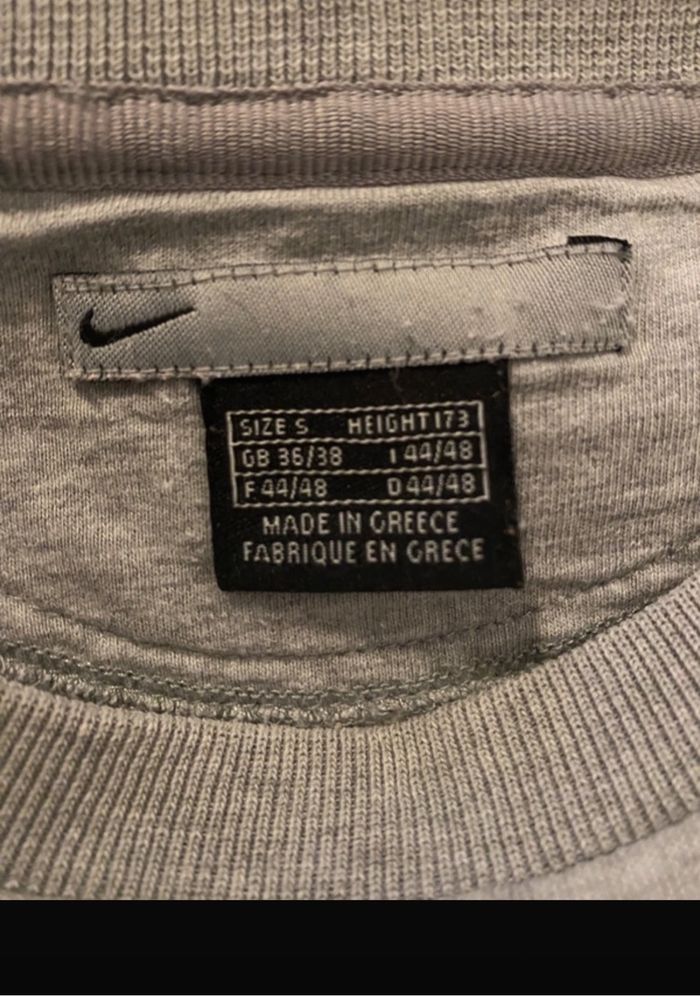 SIZE S HEIGHT 173
GB 36/38 I 44/48
F 44/48 D 44/48
MADE IN GREECE
FABRIQUE EN GRECE